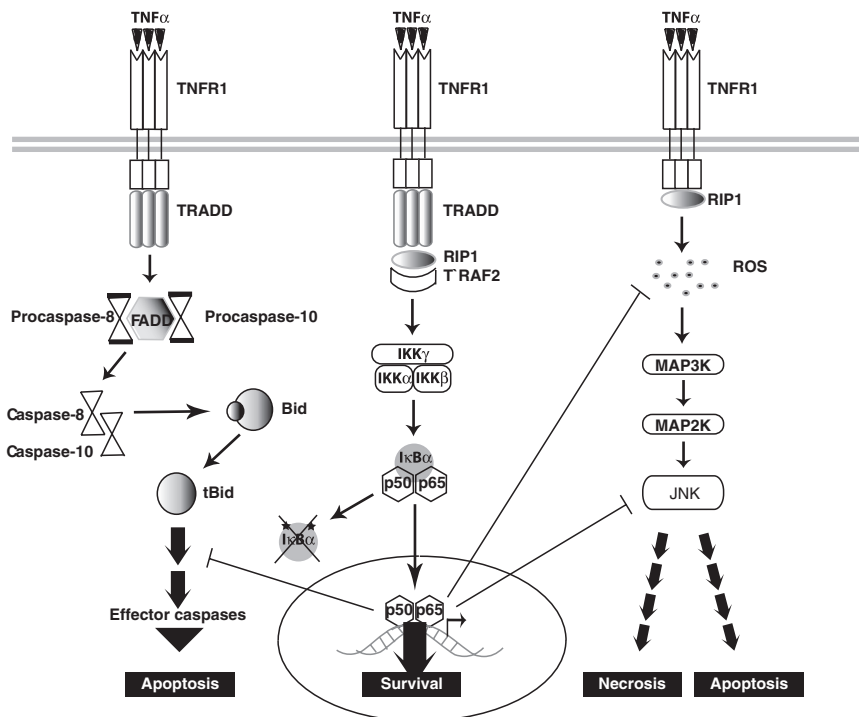 TNFα
TNFα
TNFα
TNFR1
TNFR1
TNFR1
TRADD
TRADD
RIP1
RIP1
T`RAF2
ROS
Procaspase-8
FADD
Procaspase-10
IKKγ
IKKα
IKKβ
MAP3K
Caspase-8
Bid
Caspase-10
MAP2K
IκBα
p50
p65
tBid
JNK
IκBα
p50
p65
Effector caspases
Apoptosis
Survival
Necrosis
Apoptosis